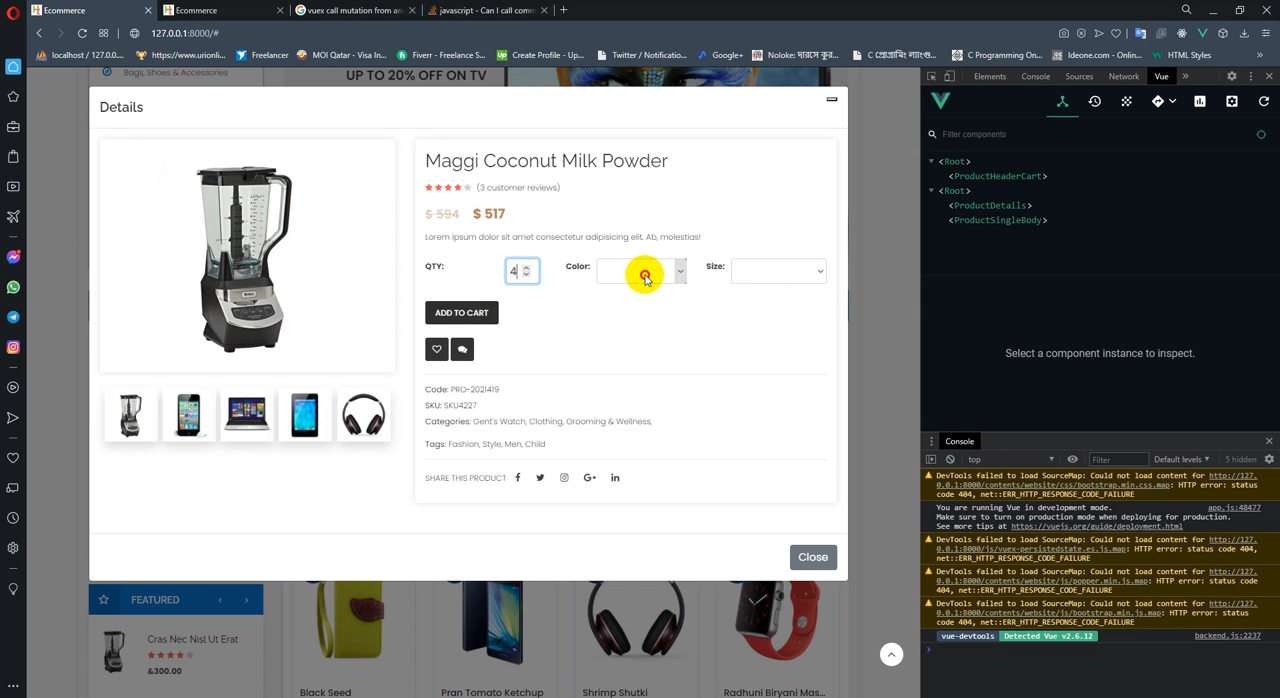 Ecommerce
Ecommerce
vuex call mutation from an
javascript - Can I call comm
127.0.0.1:8000/#
localhost / 127.0.0....
https://www.urionli...
Freelancer
MOI Qatar - Visa In...
Fiverr - Freelance S...
Create Profile - Up...
Twitter / Notificatio...
Google+
C Programming On...
Ideone.com - Onlin...
HTML Styles
Bags, Shoes & Accessories
UP TO 20% OFF ON TV
Details
Maggi Coconut Milk Powder
(3 customer reviews)
$ 594 $ 517
Lorem ipsum dolor sit amet consectetur adipisicing elit. Ab, molestias!
QTY: 4 Color: Size:
ADD TO CART
Code: PRO-2021419
SKU: SKU4227
Categories: Gent's Watch, Clothing, Grooming & Wellness,
Tags: Fashion, Style, Men, Child
SHARE THIS PRODUCT
Close
FEATURED
Cras Nec Nisl Ut Erat
&300.00
Black Seed
Pran Tomato Ketchup
Shrimp Shutki
Radhuni Biryani Mas...
Elements Console Sources Network Vue
Filter components
<Root>
<ProductHeaderCart>
<Root>
<ProductDetails>
<ProductSingleBody>
Select a component instance to inspect.
Console
top Filter Default levels 5 hidden
DevTools failed to load SourceMap: Could not load content for http://127.
0.0.1:8000/contents/website/css/bootstrap.min.css.map: HTTP error: status
code 404, net::ERR_HTTP_RESPONSE_CODE_FAILURE
You are running Vue in development mode. app.js:48477
Make sure to turn on production mode when deploying for production.
See more tips at https://vuejs.org/guide/deployment.html
DevTools failed to load SourceMap: Could not load content for http://127.
0.0.1:8000/js/vuex-persistedstate.es.js.map: HTTP error: status code 404,
net::ERR_HTTP_RESPONSE_CODE_FAILURE
DevTools failed to load SourceMap: Could not load content for http://127.
0.0.1:8000/contents/website/js/popper.min.js.map: HTTP error: status
code 404, net::ERR_HTTP_RESPONSE_CODE_FAILURE
DevTools failed to load SourceMap: Could not load content for http://127.
0.0.1:8000/contents/website/js/bootstrap.min.js.map: HTTP error: status
code 404, net::ERR_HTTP_RESPONSE_CODE_FAILURE
vue-devtools Detected Vue v2.6.12 backend.js:2237